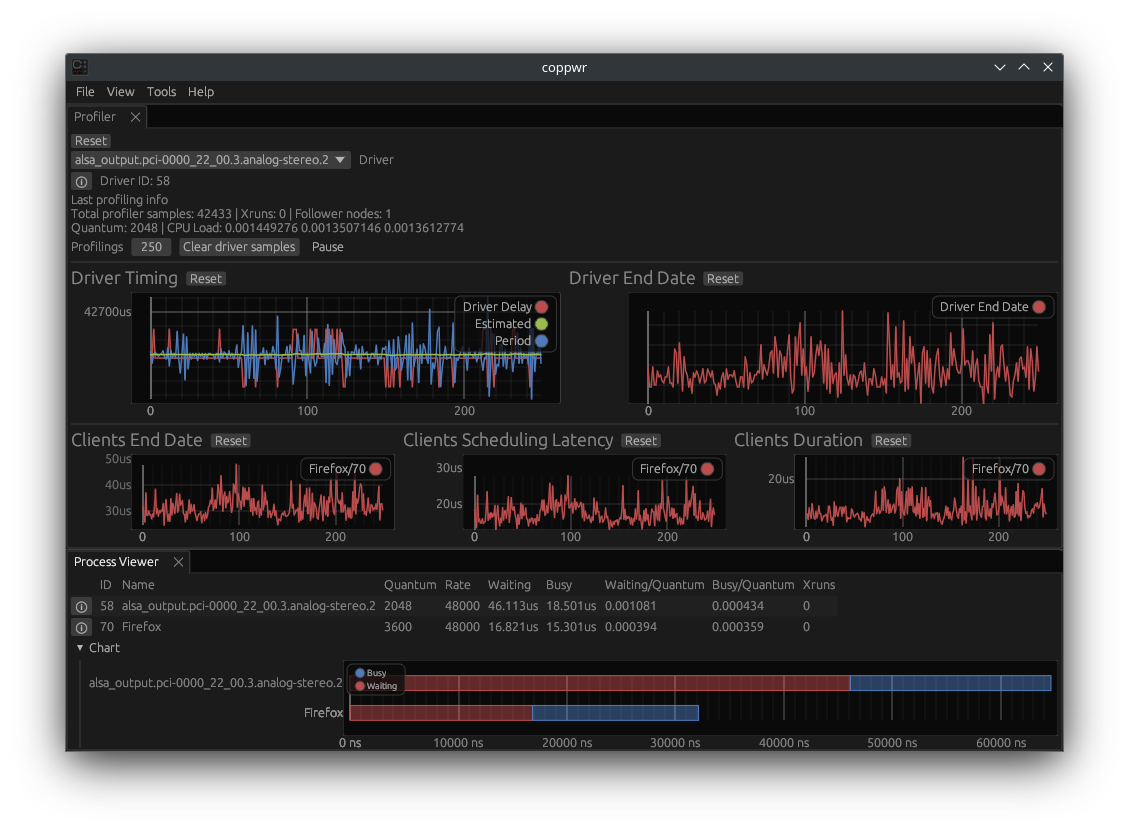 coppwr
File View Tools Help
Profiler
Reset
alsa_output.pci-0000_22_00.3.analog-stereo.2 Driver
Driver ID: 58
Last profiling info
Total profiler samples: 42433 | Xruns: 0 | Follower nodes: 1
Quantum: 2048 | CPU Load: 0.001449276 0.0013507146 0.0013612774
Profilings 250 Clear driver samples Pause
Driver Timing Reset
42700us
Driver Delay
Estimated
Period
0 100 200
Driver End Date Reset
Driver End Date
0 100 200
Clients End Date Reset
50us
40us
30us
Firefox/70
0 100 200
Clients Scheduling Latency Reset
30us
20us
Firefox/70
0 100 200
Clients Duration Reset
20us
Firefox/70
0 100 200
Process Viewer
ID Name Quantum Rate Waiting Busy Waiting/Quantum Busy/Quantum Xruns
58 alsa_output.pci-0000_22_00.3.analog-stereo.2 2048 48000 46.113us 18.501us 0.001081 0.000434 0
70 Firefox 3600 48000 16.821us 15.301us 0.000394 0.000359 0
Chart
Busy
Waiting
alsa_output.pci-0000_22_00.3.analog-stereo.2
Firefox
0 ns 10000 ns 20000 ns 30000 ns 40000 ns 50000 ns 60000 ns